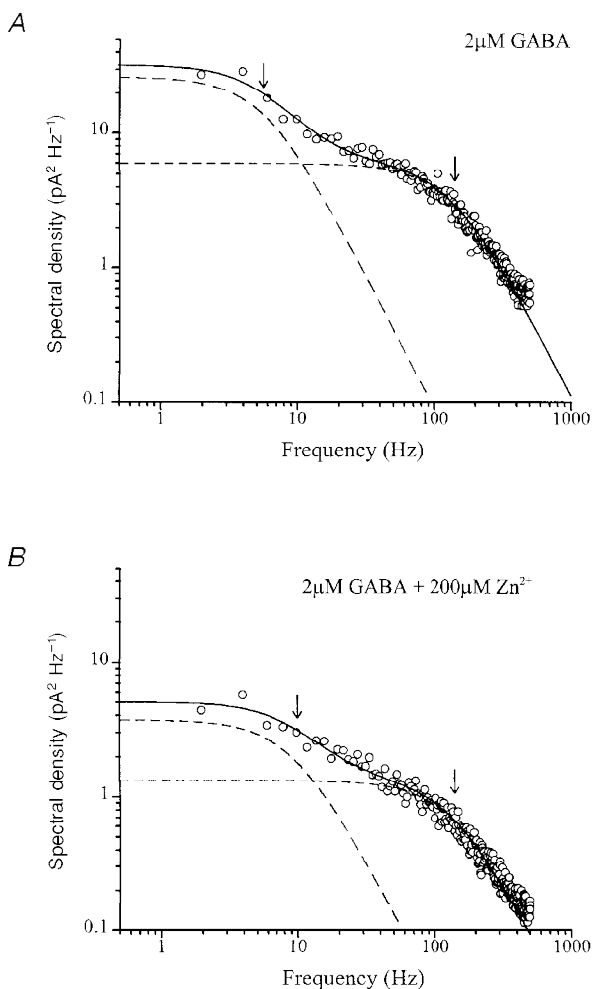 A
2μM GABA
Spectral density (pA² Hz⁻¹)
10
1
0.1
1
10
100
1000
Frequency (Hz)
B
2μM GABA + 200μM Zn²⁺
Spectral density (pA² Hz⁻¹)
10
1
0.1
1
10
100
1000
Frequency (Hz)